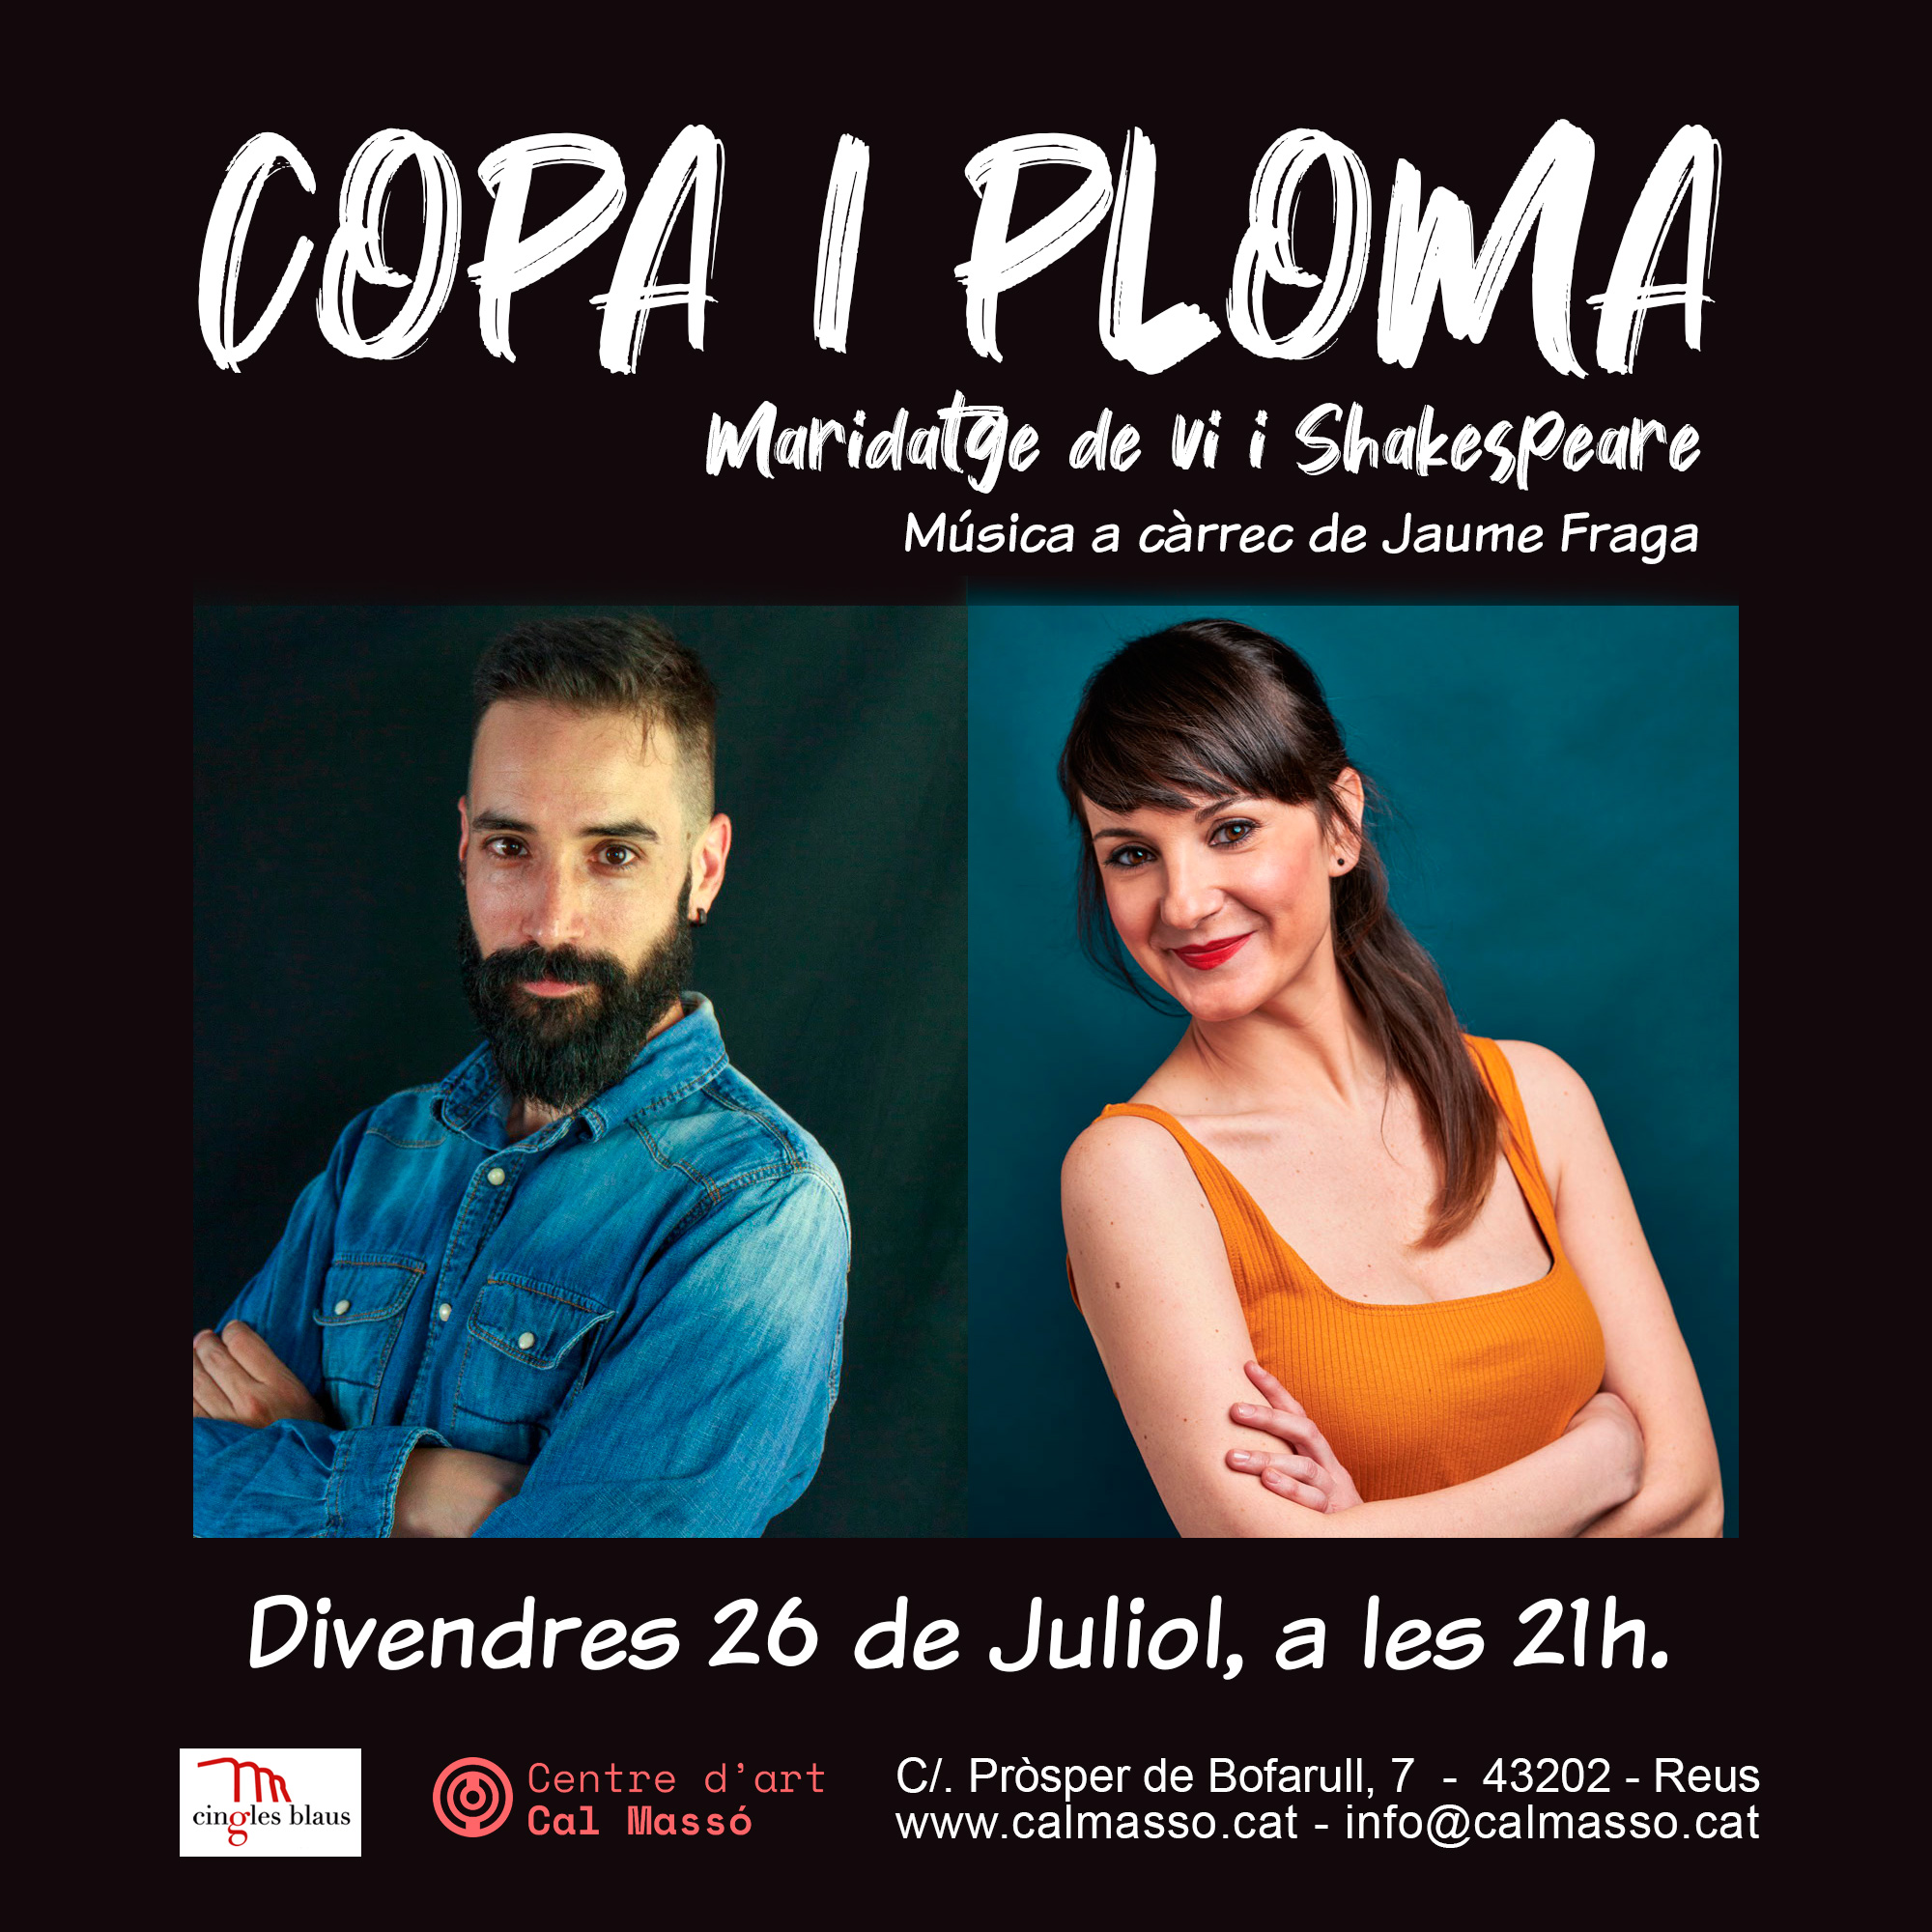 COPA I PLOMA
Maridatge de vi i Shakespeare
Música a càrrec de Jaume Fraga
Divendres 26 de Juliol, a les 21h.
cingles blaus
Centre d'art
Cal Massó
C/. Pròsper de Bofarull, 7 - 43202 - Reus
www.calmasso.cat - info@calmasso.cat